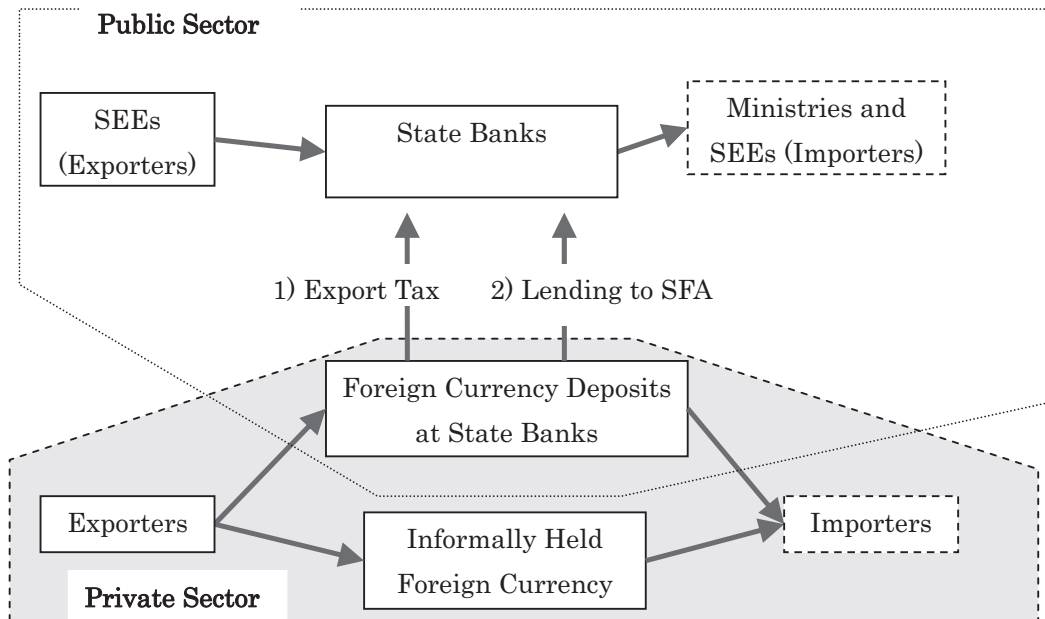 Public Sector
SEEs
(Exporters)
State Banks
Ministries and
SEEs (Importers)
1) Export Tax
2) Lending to SFA
Foreign Currency Deposits
at State Banks
Exporters
Informally Held
Foreign Currency
Importers
Private Sector